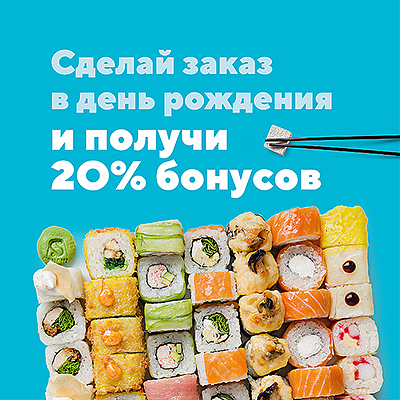 Сделай заказ
в день рождения
и получи
20% бонусов